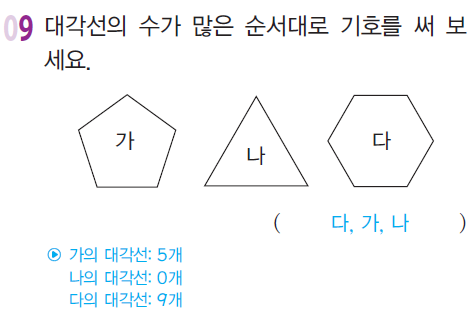 09 대각선의 수가 많은 순서대로 기호를 써 보
세요.
가 나 다
( 다, 가, 나 )
가의 대각선: 5개
나의 대각선: 0개
다의 대각선: 9개